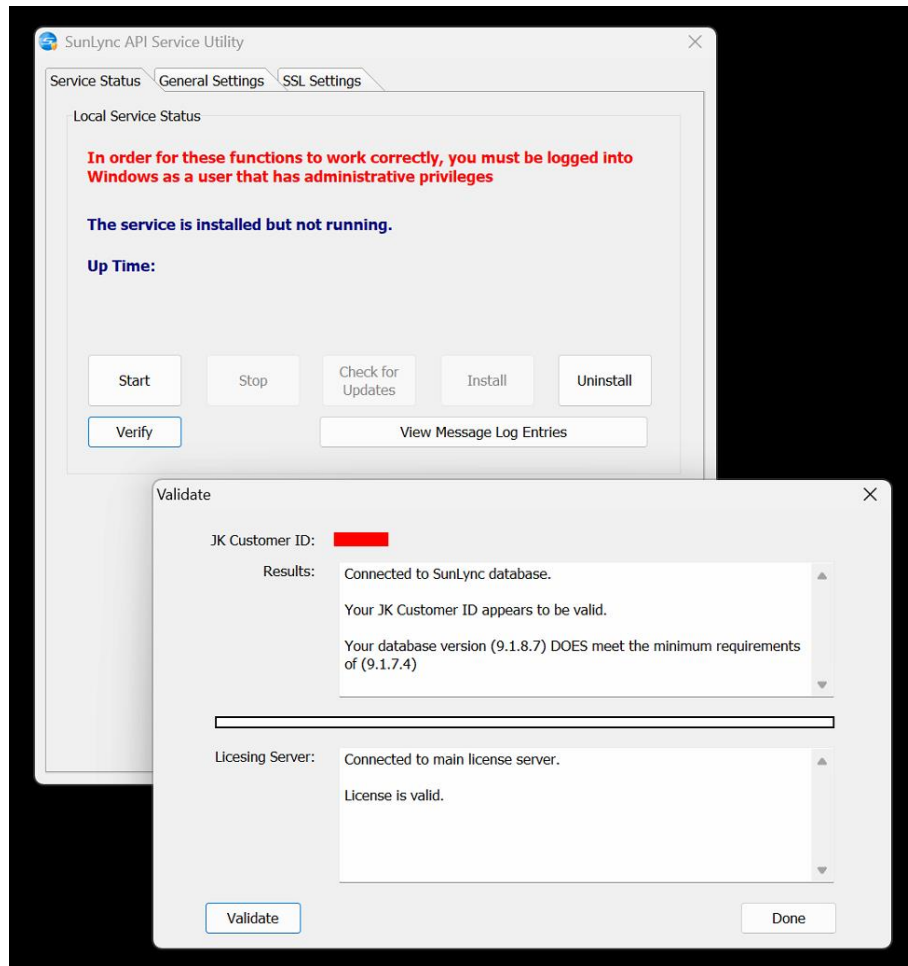 SunLync API Service Utility
Service Status
General Settings
SSL Settings
Local Service Status
In order for these functions to work correctly, you must be logged into
Windows as a user that has administrative privileges
The service is installed but not running.
Up Time:
Start
Stop
Check for
Updates
Install
Uninstall
Verify
View Message Log Entries
Validate
JK Customer ID:
Results:
Connected to SunLync database.
Your JK Customer ID appears to be valid.
Your database version (9.1.8.7) DOES meet the minimum requirements
of (9.1.7.4)
Licesing Server:
Connected to main license server.
License is valid.
Validate
Done